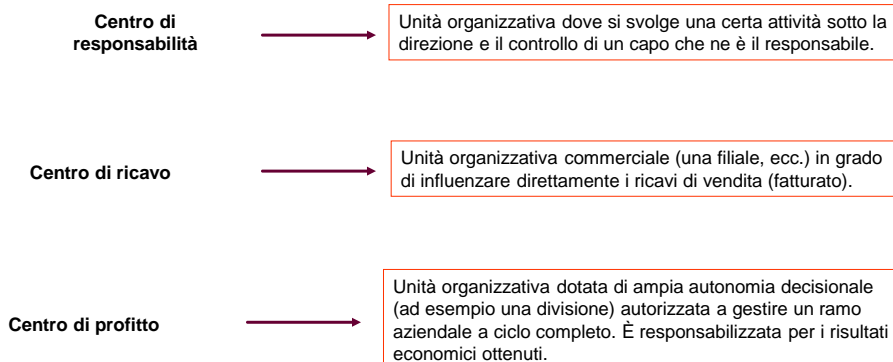 Centro di
responsabilità
Unità organizzativa dove si svolge una certa attività sotto la
direzione e il controllo di un capo che ne è il responsabile.
Centro di ricavo
Unità organizzativa commerciale (una filiale, ecc.) in grado
di influenzare direttamente i ricavi di vendita (fatturato).
Centro di profitto
Unità organizzativa dotata di ampia autonomia decisionale
(ad esempio una divisione) autorizzata a gestire un ramo
aziendale a ciclo completo. È responsabilizzata per i risultati
economici ottenuti.